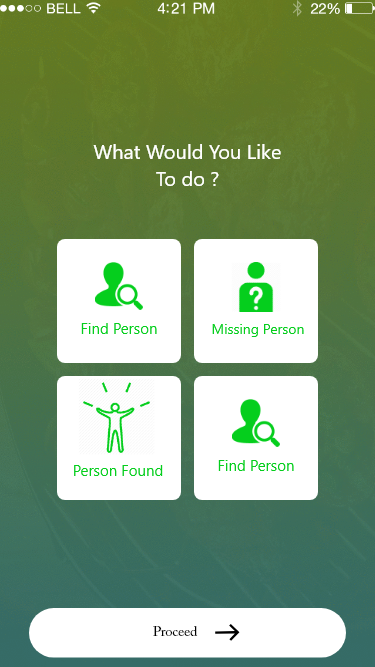 BELL 4:21 PM 22%
What Would You Like
To do ?
Find Person
Missing Person
?
Person Found
Find Person
Proceed